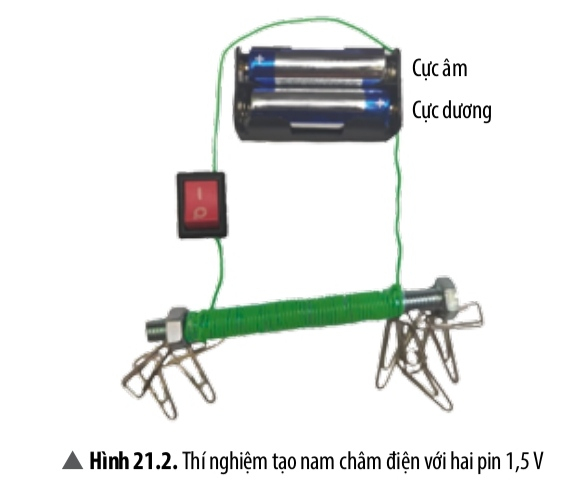 Cực âm
Cực dương
▲ Hình 21.2. Thí nghiệm tạo nam châm điện với hai pin 1,5 V